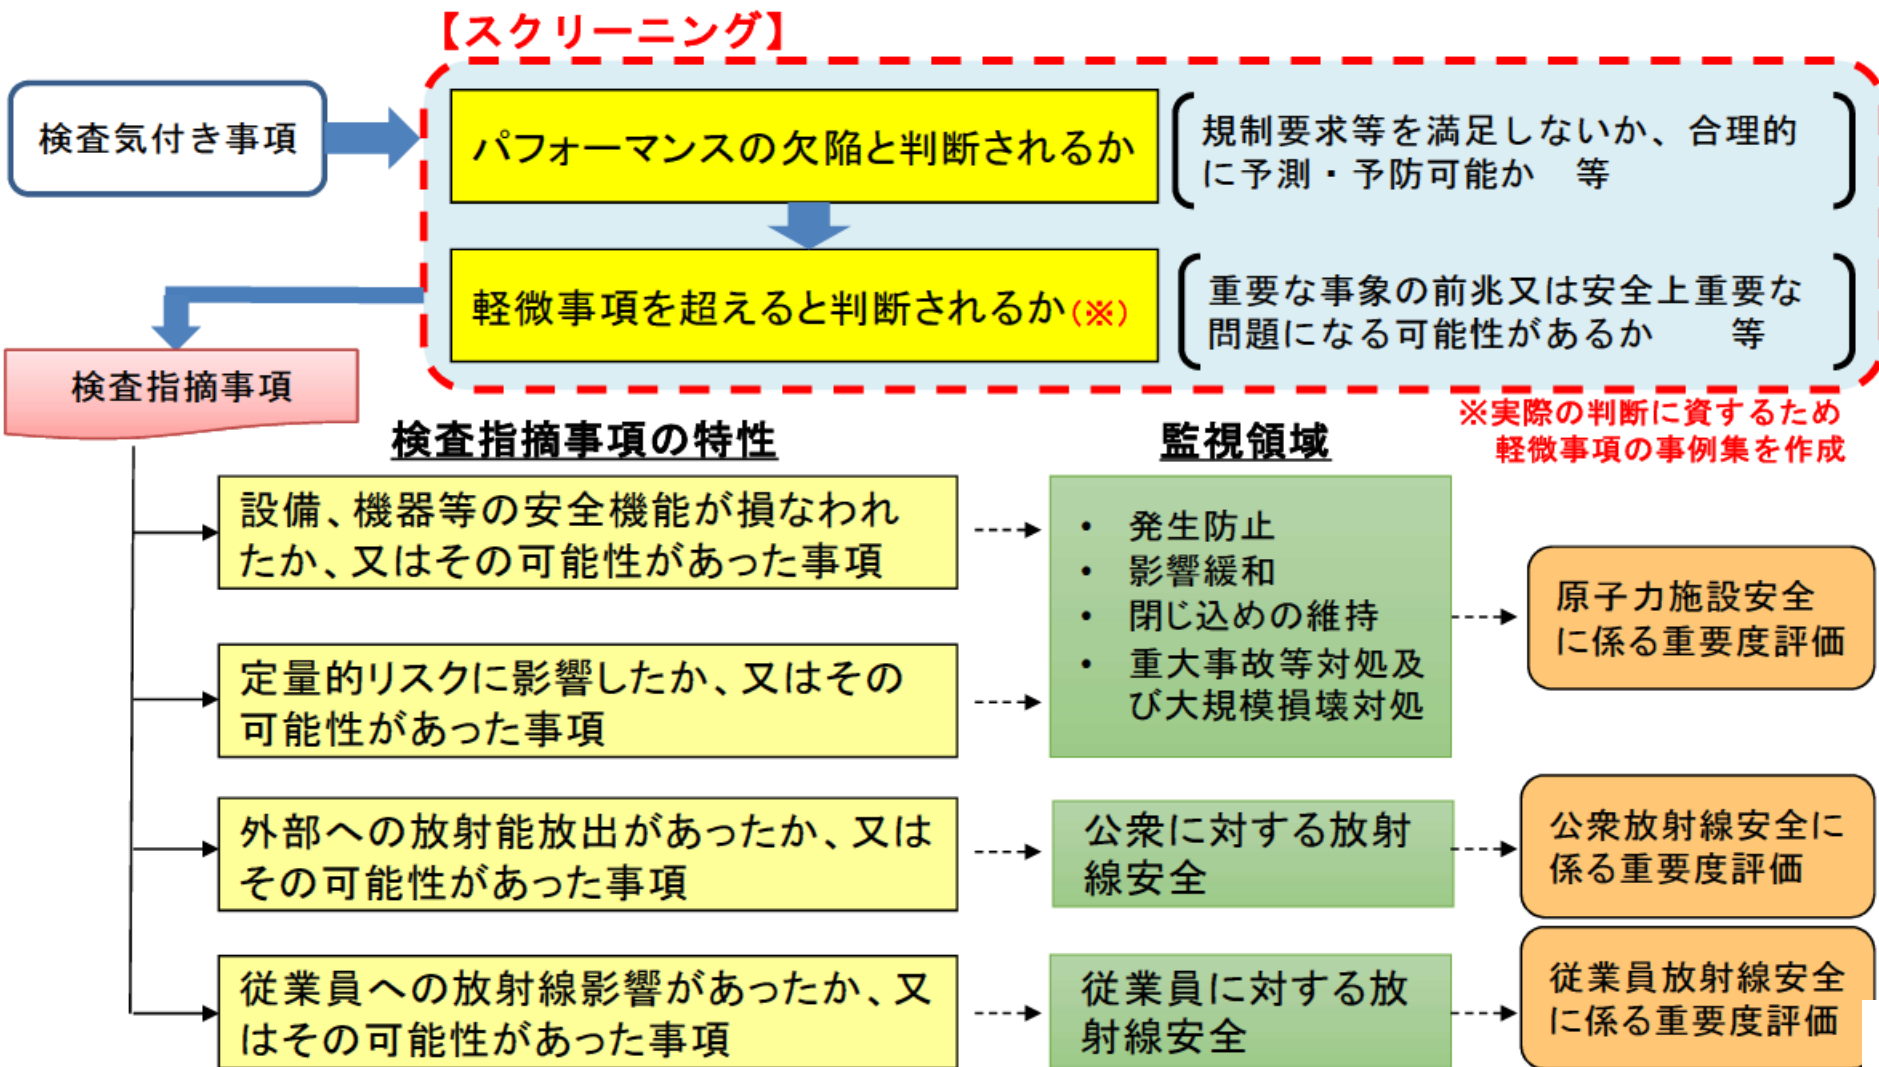 【スクリーニング】
検査気付き事項
パフォーマンスの欠陥と判断されるか
規制要求等を満足しないか、合理的
に予測・予防可能か 等
軽微事項を超えると判断されるか(※)
重要な事象の前兆又は安全上重要な
問題になる可能性があるか 等
検査指摘事項
※実際の判断に資するため
軽微事項の事例集を作成
検査指摘事項の特性
監視領域
設備、機器等の安全機能が損なわれ
たか、又はその可能性があった事項
定量的リスクに影響したか、又はその
可能性があった事項
• 発生防止
• 影響緩和
• 閉じ込めの維持
• 重大事故等対処及
び大規模損壊対処
原子力施設安全
に係る重要度評価
外部への放射能放出があったか、又は
その可能性があった事項
公衆に対する放射
線安全
公衆放射線安全に
係る重要度評価
従業員への放射線影響があったか、又
はその可能性があった事項
従業員に対する放
射線安全
従業員放射線安全
に係る重要度評価